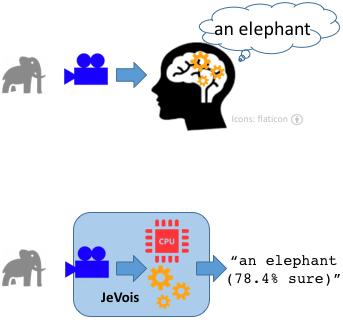 an elephant
Icons: flaticon
CPU
JeVois
“an elephant
(78.4% sure)”